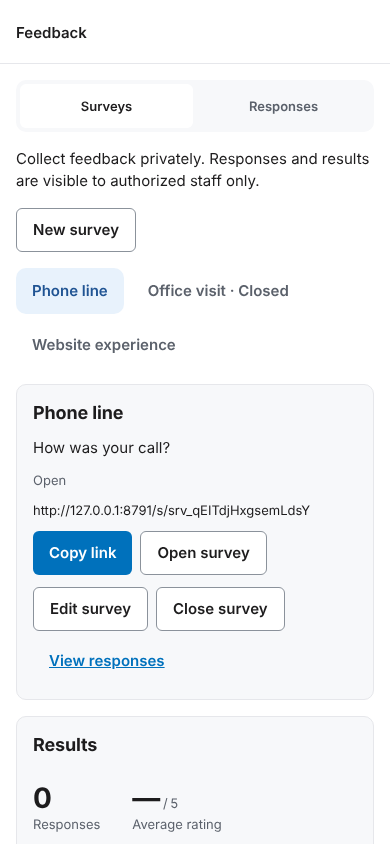 Feedback
Surveys
Responses
Collect feedback privately. Responses and results
are visible to authorized staff only.
New survey
Phone line
Office visit · Closed
Website experience
Phone line
How was your call?
Open
http://127.0.0.1:8791/s/srv_qEITdjHxgsemLdsY
Copy link
Open survey
Edit survey
Close survey
View responses
Results
0
— / 5
Responses
Average rating